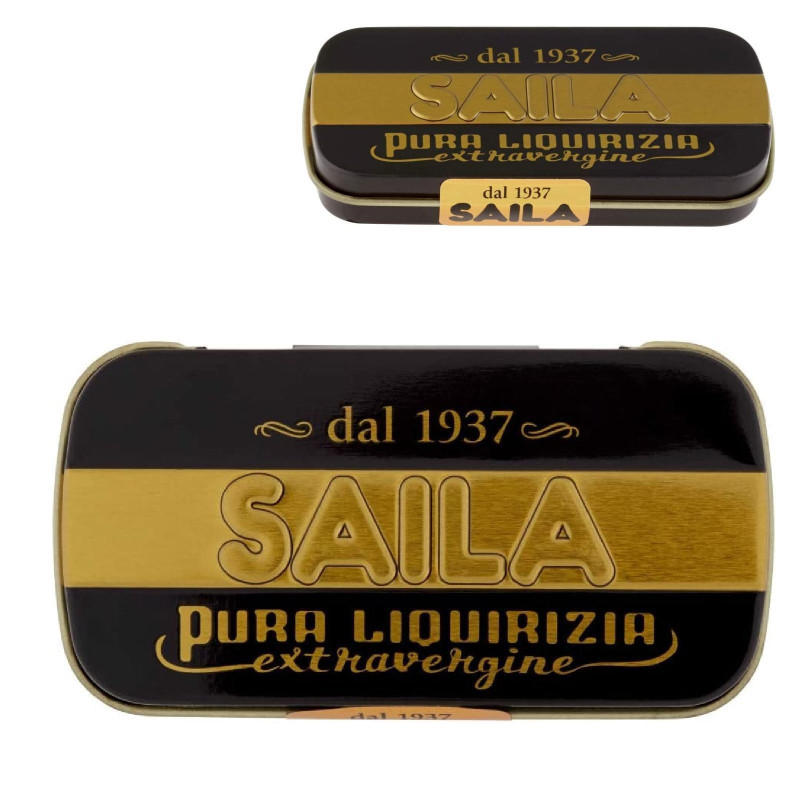 dal 1937
SAILA
PURA LIQUIRIZIA
extravergine
dal 1937
SAILA
dal 1937
SAILA
PURA LIQUIRIZIA
extravergine
dal 1937